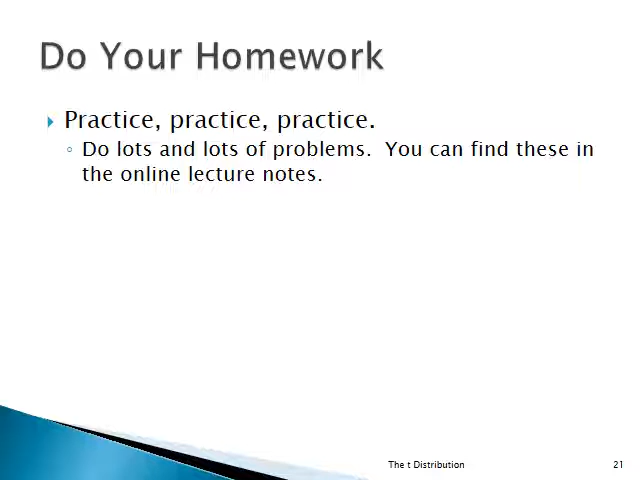 Do Your Homework
Practice, practice, practice.
Do lots and lots of problems.  You can find these in
the online lecture notes.
The t Distribution
21